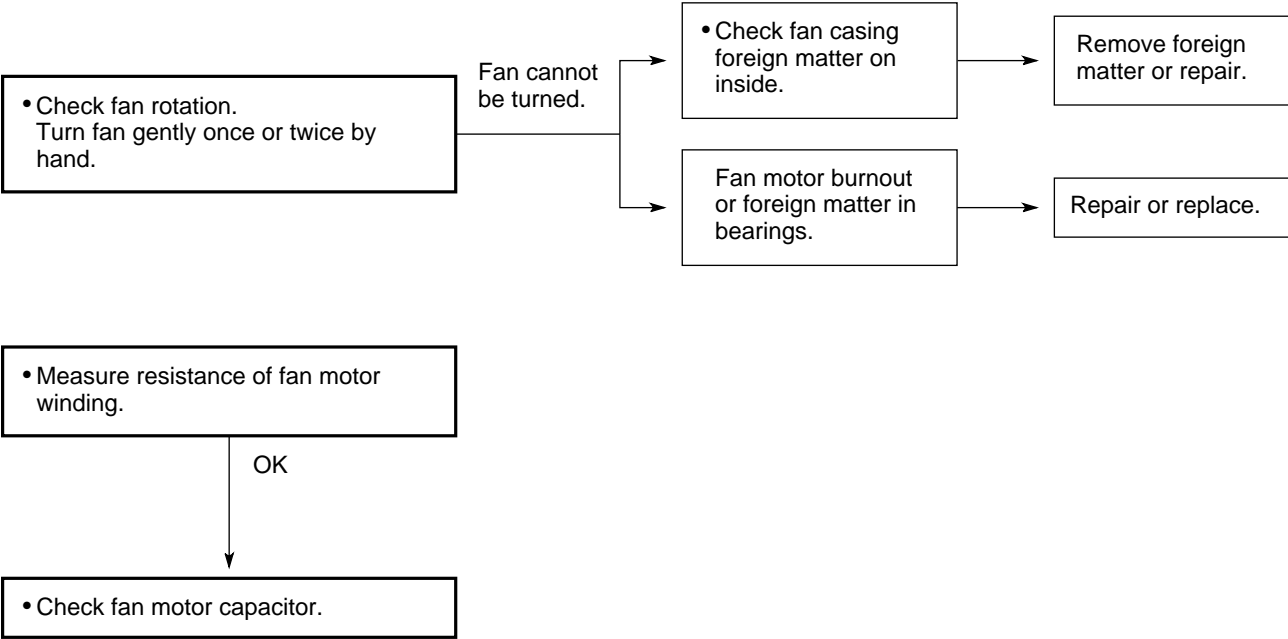 • Check fan rotation.
Turn fan gently once or twice by
hand.
Fan cannot
be turned.
• Check fan casing
foreign matter on
inside.
Remove foreign
matter or repair.
Fan motor burnout
or foreign matter in
bearings.
Repair or replace.
• Measure resistance of fan motor
winding.
OK
• Check fan motor capacitor.